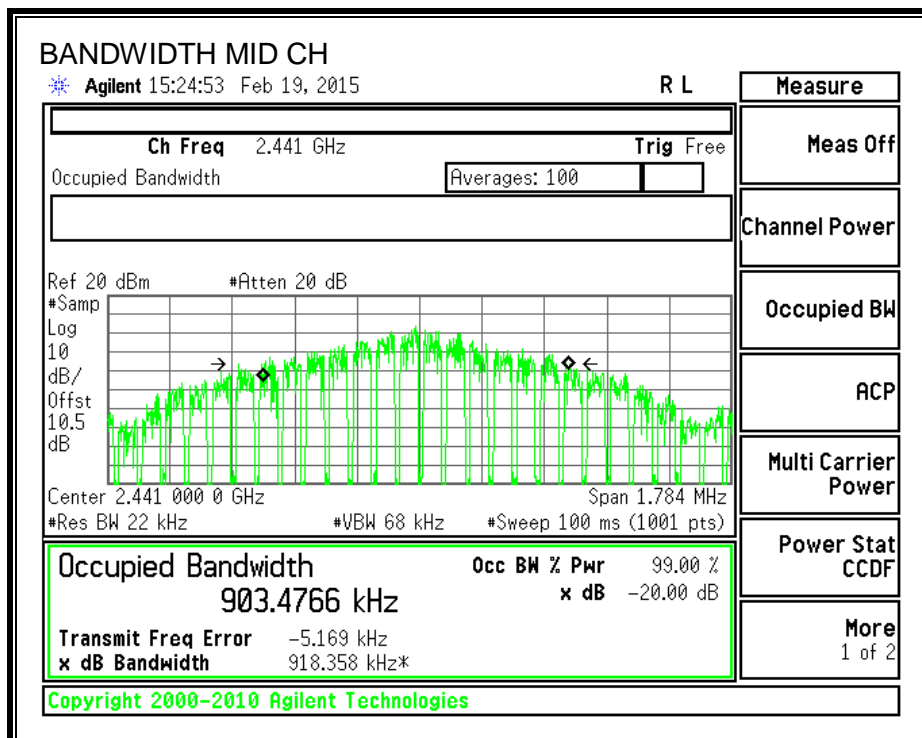 BANDWIDTH MID CH
Agilent 15:24:53 Feb 19, 2015 R L
Measure
Ch Freq 2.441 GHz Trig Free
Meas Off
Occupied Bandwidth Averages: 100
Channel Power
Ref 20 dBm #Atten 20 dB
#Samp
Log
10
dB/
Offst
10.5
dB
Occupied BW
ACP
Center 2.441 000 0 GHz Span 1.784 MHz
#Res BW 22 kHz #VBW 68 kHz #Sweep 100 ms (1001 pts)
Multi Carrier
Power
Occupied Bandwidth Occ BW % Pwr 99.00 %
903.4766 kHz x dB -20.00 dB
Power Stat
CCDF
Transmit Freq Error -5.169 kHz
x dB Bandwidth 918.358 kHz*
More
1 of 2
Copyright 2000-2010 Agilent Technologies